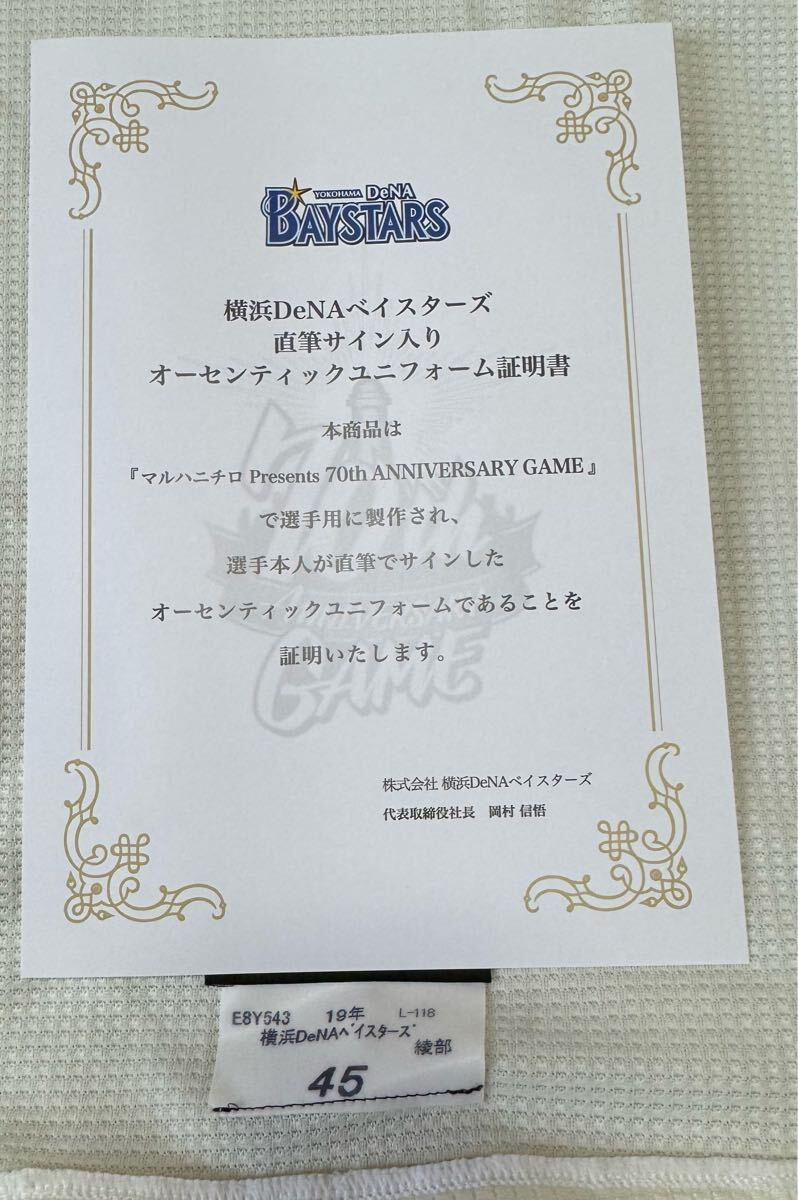 YOKOHAMA DeNA
BAYSTARS
横浜DeNAベイスターズ
直筆サイン入り
オーセンティックユニフォーム証明書
本商品は
『マルハニチロ Presents 70th ANNIVERSARY GAME 』
で選手用に製作され、
選手本人が直筆でサインした
オーセンティックユニフォームであることを
証明いたします。
ANNIVERSARY
GAME
株式会社 横浜DeNAベイスターズ
代表取締役社長 岡村 信悟
E8Y543 19年 L-118
横浜DeNAベイスターズ
綾部
45